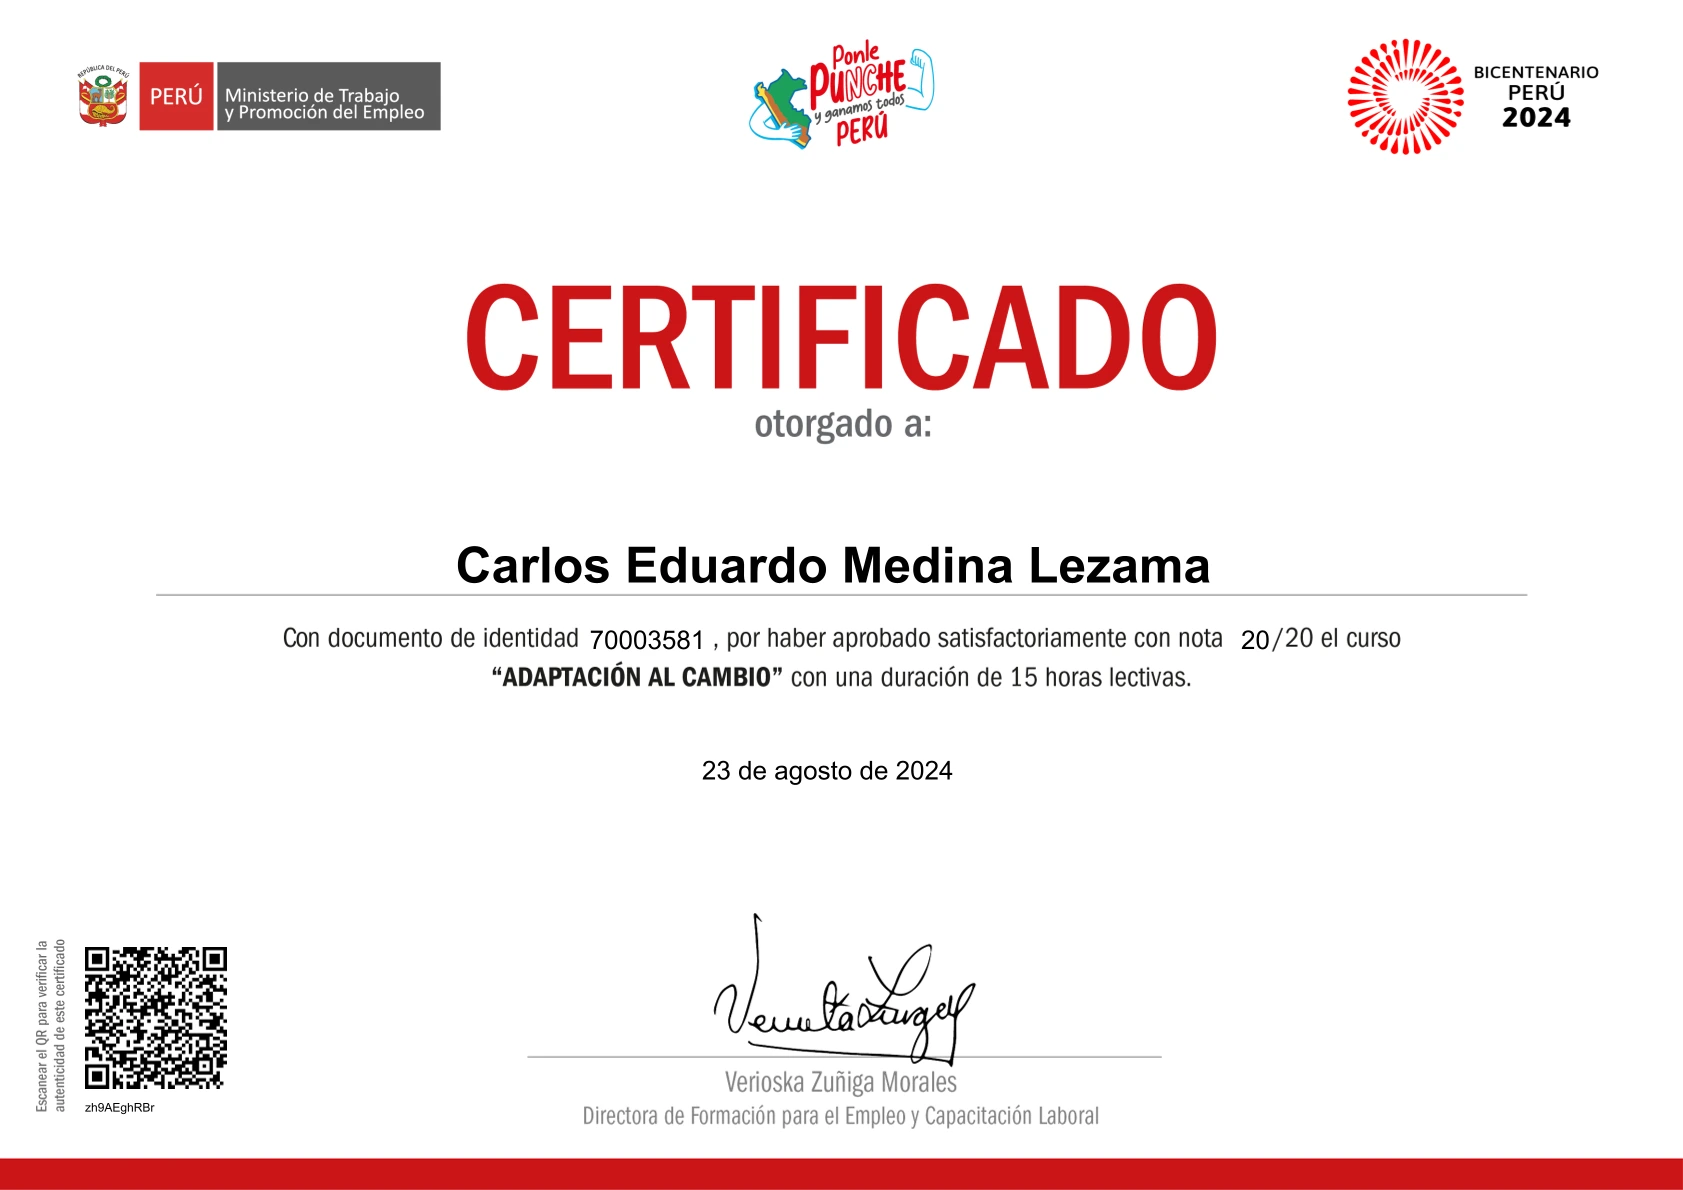 REPÚBLICA DEL PERÚ
PERÚ
Ministerio de Trabajo
y Promoción del Empleo
Ponle
PUNCHE
y ganamos todos
PERÚ
BICENTENARIO
PERÚ
2024
CERTIFICADO
otorgado a:
Carlos Eduardo Medina Lezama
Con documento de identidad 70003581 , por haber aprobado satisfactoriamente con nota 20/20 el curso
“ADAPTACIÓN AL CAMBIO” con una duración de 15 horas lectivas.
23 de agosto de 2024
Escanear el QR para verificar la
autenticidad de este certificado
zh9AEghRBr
Verioska Zuñiga Morales
Directora de Formación para el Empleo y Capacitación Laboral